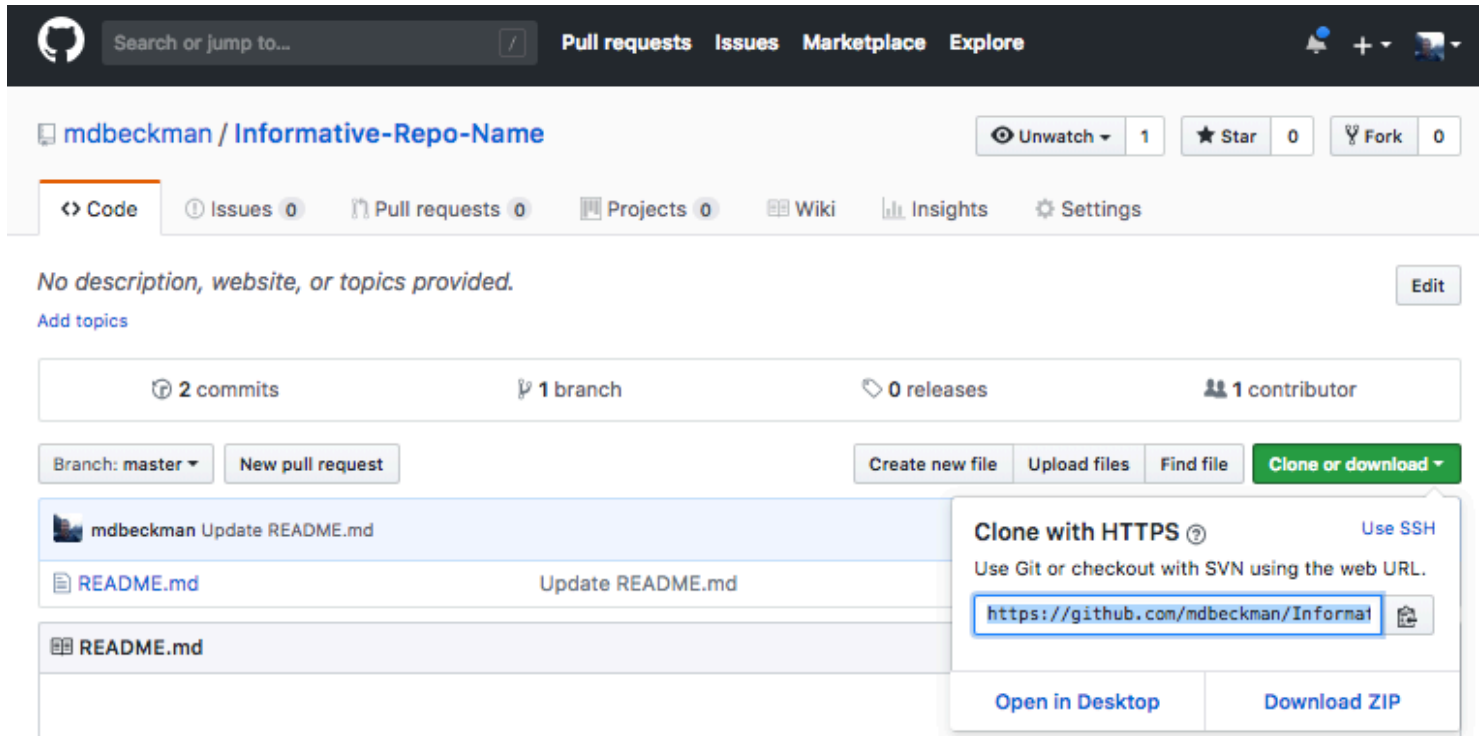 Search or jump to... / Pull requests Issues Marketplace Explore
mdbeckman / Informative-Repo-Name Unwatch 1 Star 0 Fork 0
<> Code Issues 0 Pull requests 0 Projects 0 Wiki Insights Settings
No description, website, or topics provided. Edit
Add topics
2 commits 1 branch 0 releases 1 contributor
Branch: master New pull request Create new file Upload files Find file Clone or download
mdbeckman Update README.md
README.md Update README.md
README.md
Clone with HTTPS ? Use SSH
Use Git or checkout with SVN using the web URL.
https://github.com/mdbeckman/Informat
Open in Desktop Download ZIP